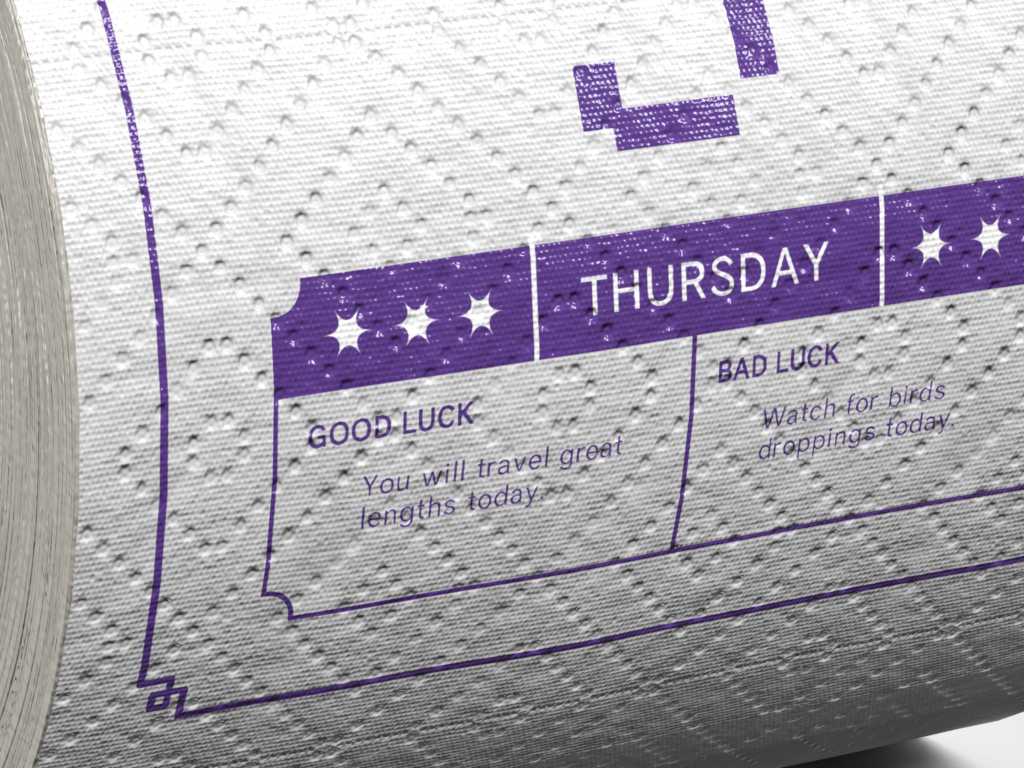 THURSDAY
GOOD LUCK
You will travel great
lengths today.
BAD LUCK
Watch for birds
droppings today.